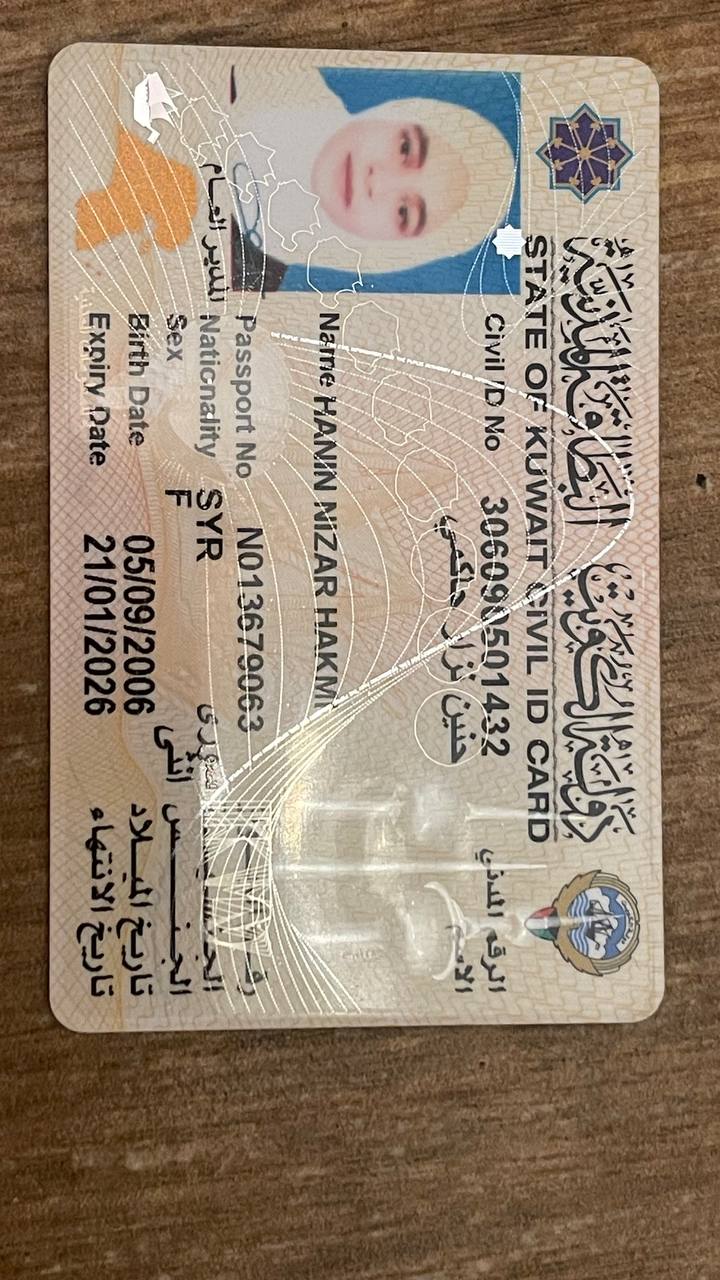 دولة الكويت البطاقة المدنية
STATE OF KUWAIT CIVIL ID CARD
Civil ID No 306090501432 الرقم المدني
حنين نزار حاكمي الاسم
Name HANIN NIZAR HAKMI
Passport No N013679063
Nationality SYR
Sex F أنثى الجنس
Birth Date 05/09/2006 تاريخ الميلاد
Expiry Date 21/01/2026 تاريخ الانتهاء
المدير العام